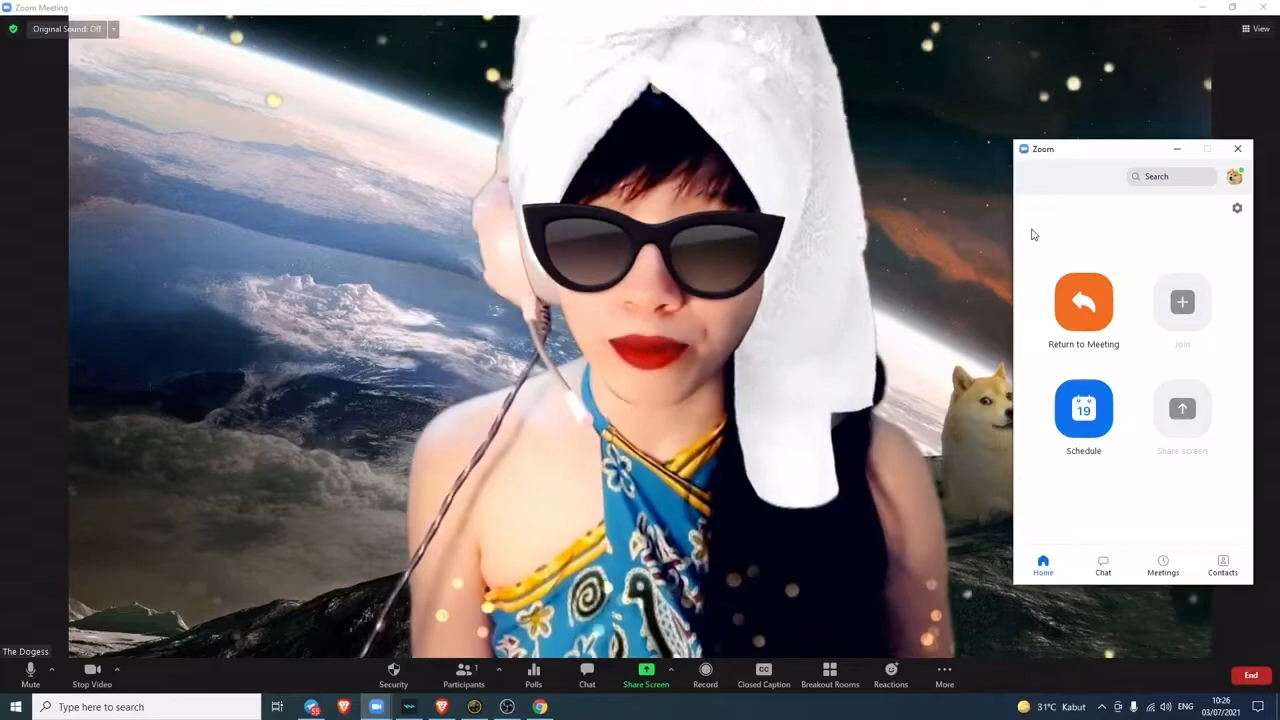 Zoom Meeting
Original Sound: Off
View
Zoom
Search
Return to Meeting
Join
19
Schedule
Share screen
Home
Chat
Meetings
Contacts
The Dogess
Mute
Stop Video
Security
1
Participants
Polls
Chat
Share Screen
Record
CC
Closed Caption
Breakout Rooms
Reactions
More
End
Type here to search
55
31°C Kabut
ENG
10:26
03/07/2021